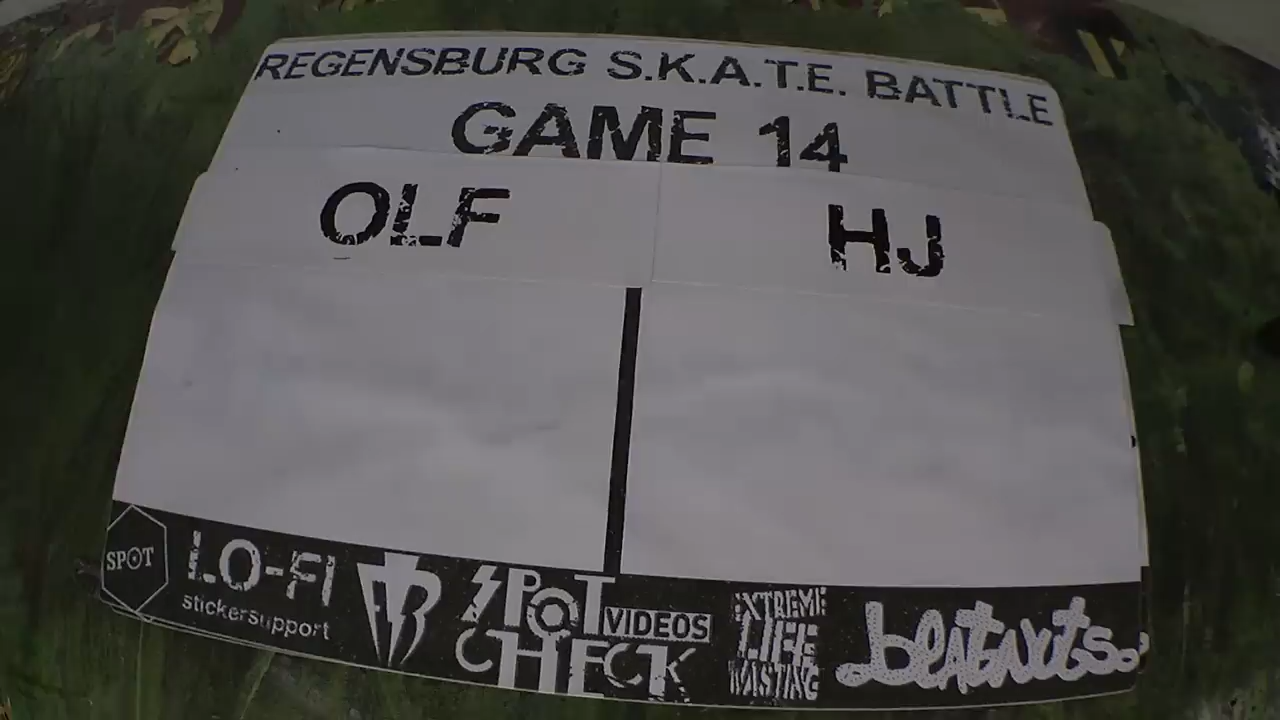 REGENSBURG S.K.A.T.E. BATTLE
GAME 14
OLF HJ
SPOT
LO-FI
stickersupport
SPOT
CHECK
VIDEOS
EXTREME
LIFE
WASTING
beatnuts.